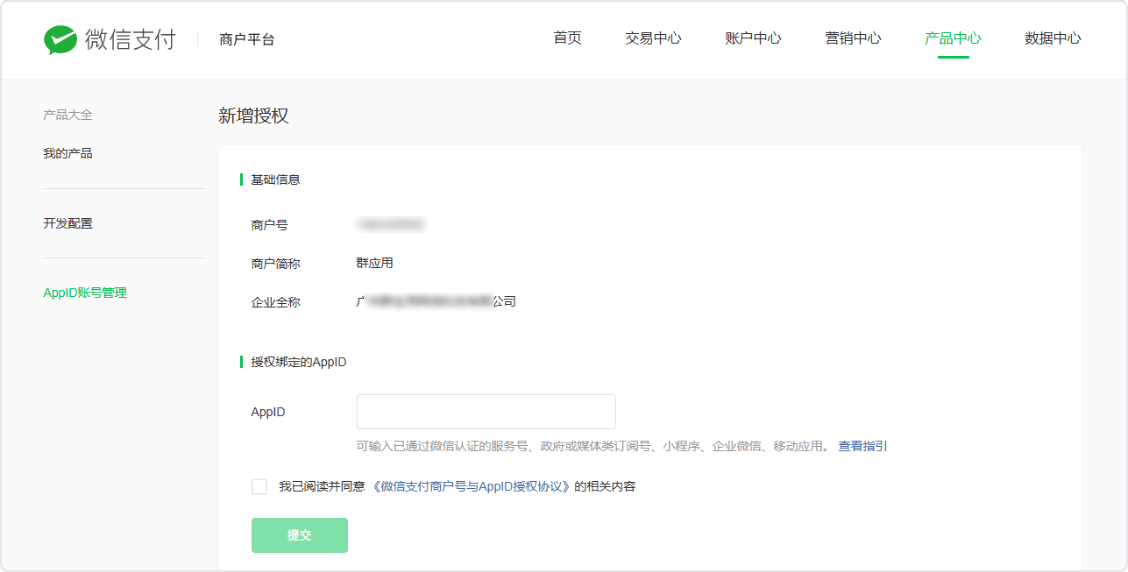 微信支付 商户平台 首页 交易中心 账户中心 营销中心 产品中心 数据中心
产品大全
我的产品
开发配置
AppID账号管理
新增授权
基础信息
商户号
商户简称 群应用
企业全称 广 公司
授权绑定的AppID
AppID
可输入已通过微信认证的服务号、政府或媒体类订阅号、小程序、企业微信、移动应用。 查看指引
我已阅读并同意《微信支付商户号与AppID授权协议》的相关内容
提交